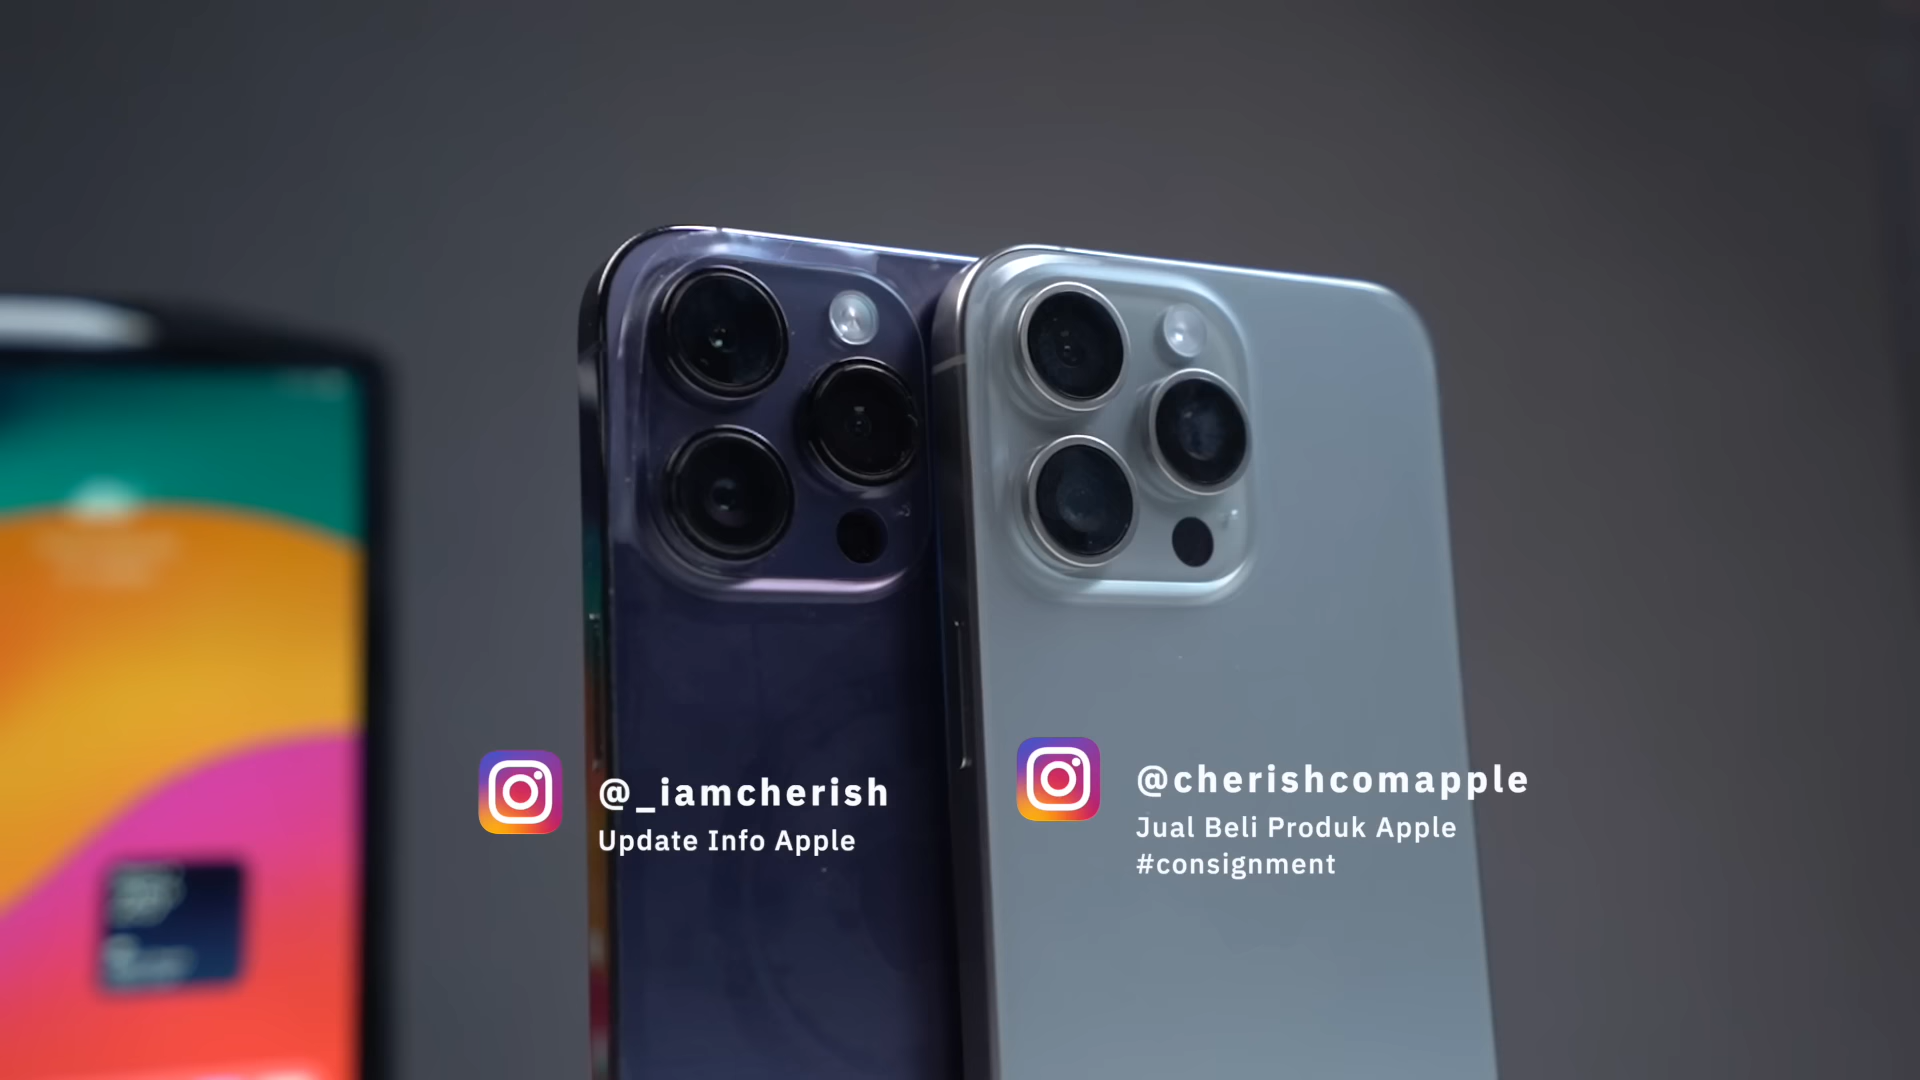 @_iamcherish
Update Info Apple
@cherishcomapple
Jual Beli Produk Apple
#consignment